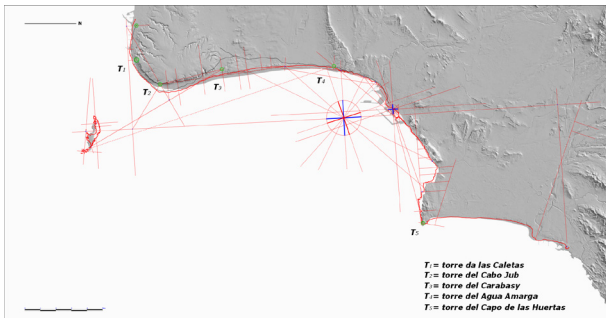 N
T1
T2
T3
T4
T5
T1= torre da las Caletas
T2= torre del Cabo Jub
T3= torre del Carabasy
T4= torre del Agua Amarga
T5= torre del Capo de las Huertas